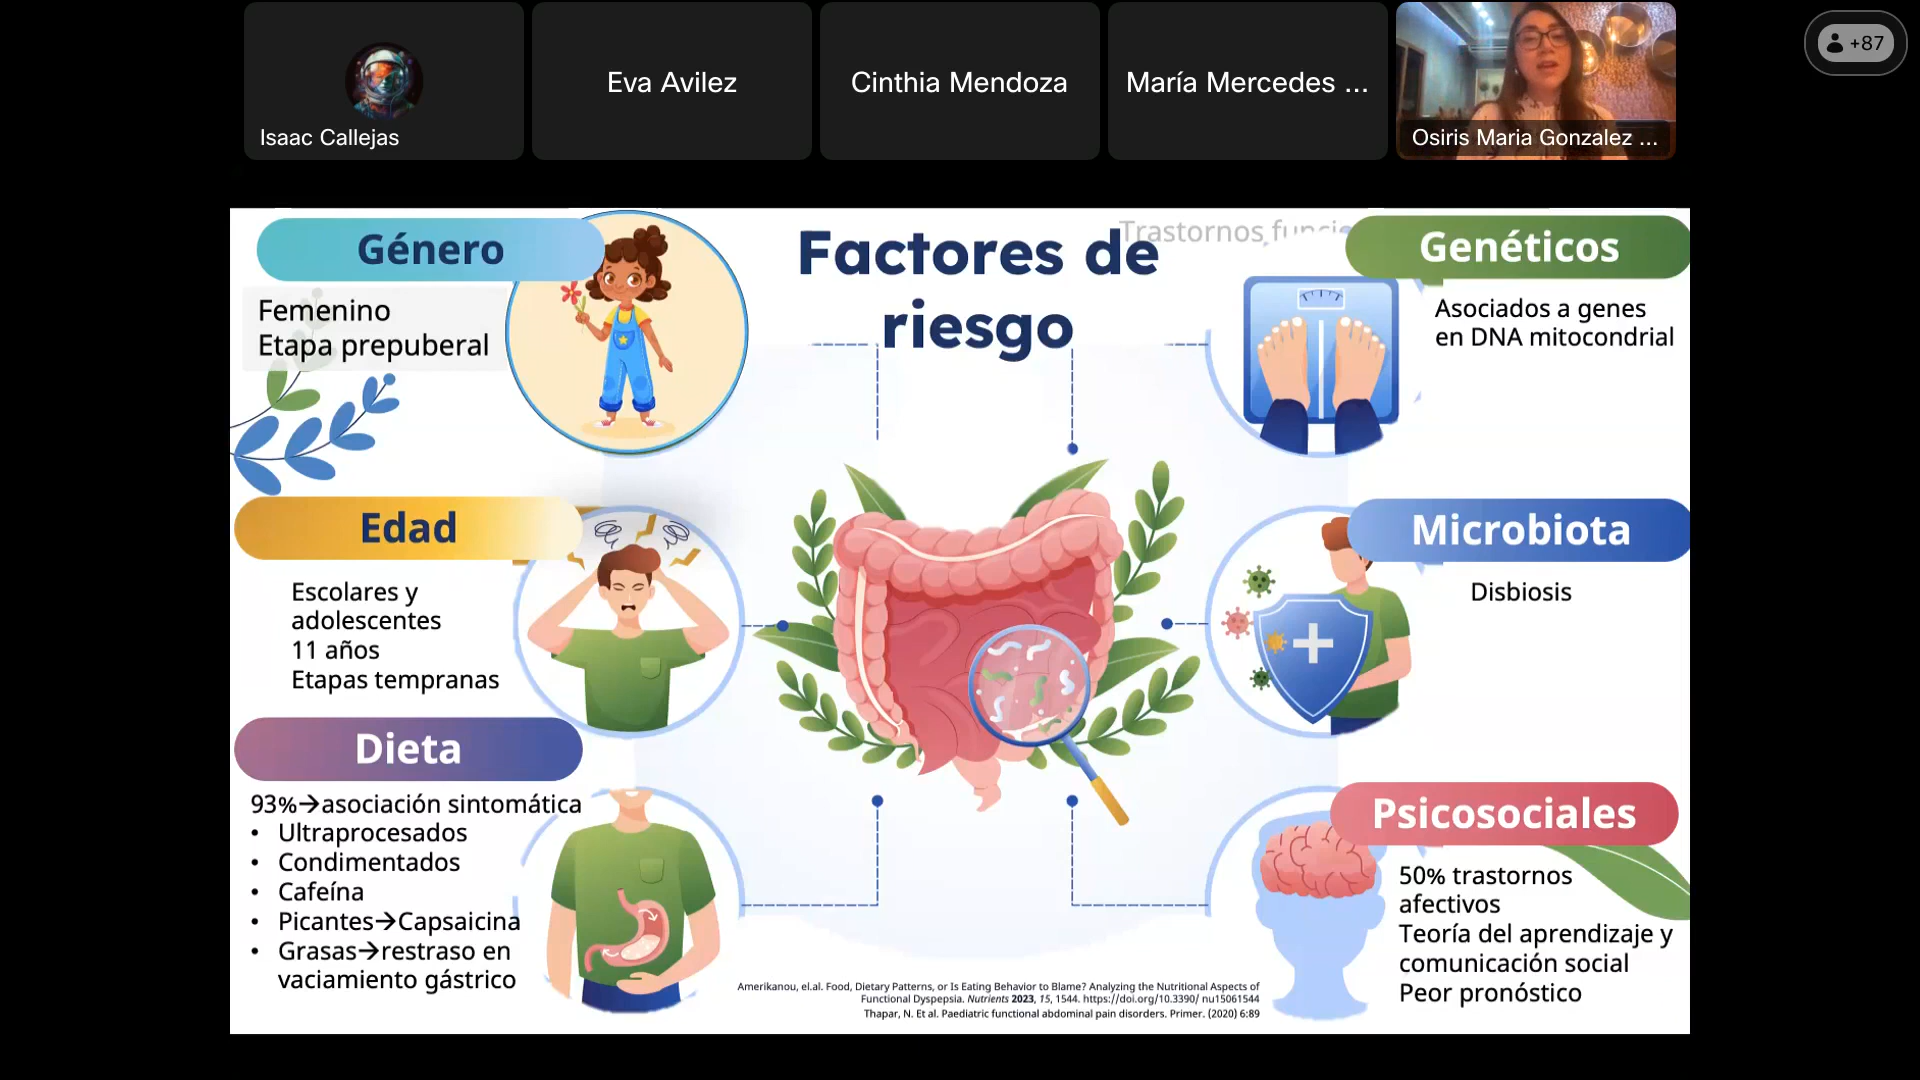 Isaac Callejas
Eva Avilez
Cinthia Mendoza
María Mercedes ...
Osiris Maria Gonzalez ...
+87
Género
Femenino
Etapa prepuberal
Factores de
riesgo
Trastornos
Genéticos
Asociados a genes
en DNA mitocondrial
Edad
Escolares y
adolescentes
11 años
Etapas tempranas
Microbiota
Disbiosis
Dieta
93%→asociación sintomática
• Ultraprocesados
• Condimentados
• Cafeína
• Picantes→Capsaicina
• Grasas→restraso en
vaciamiento gástrico
Psicosociales
50% trastornos
afectivos
Teoría del aprendizaje y
comunicación social
Peor pronóstico
Amerikanou, el.al. Food, Dietary Patterns, or Is Eating Behavior to Blame? Analyzing the Nutritional Aspects of
Functional Dyspepsia. Nutrients 2023, 15, 1544. https://doi.org/10.3390/ nu15061544
Thapar, N. Et al. Paediatric functional abdominal pain disorders. Primer. (2020) 6:89